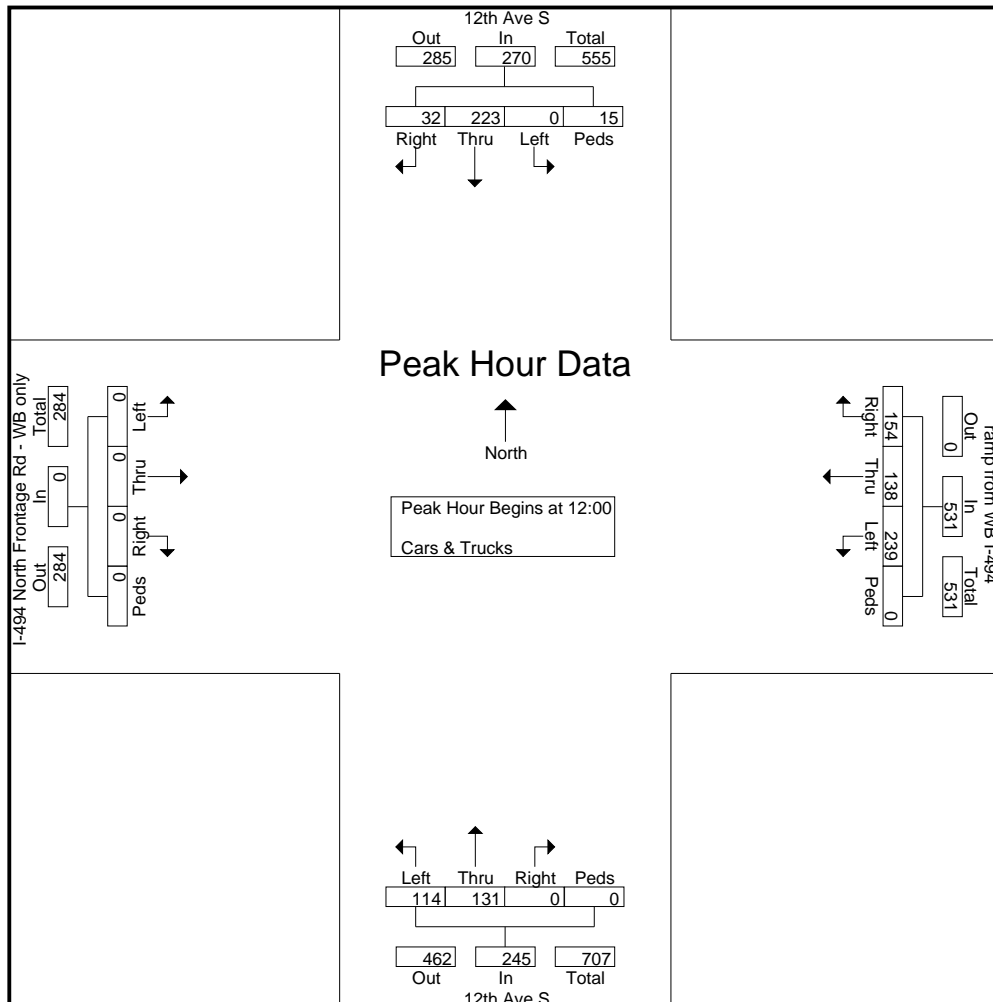 12th Ave S
Out In Total
285 270 555
32 223 0 15
Right Thru Left Peds
Peak Hour Data
North
Peak Hour Begins at 12:00
Cars & Trucks
I-494 North Frontage Rd - WB only
Out In Total
284 0 284
0 0 0 0
Left Thru Right Peds
ramp from WB I-494
Out In Total
0 531 531
154 138 239 0
Right Thru Left Peds
Left Thru Right Peds
114 131 0 0
462 245 707
Out In Total
12th Ave S